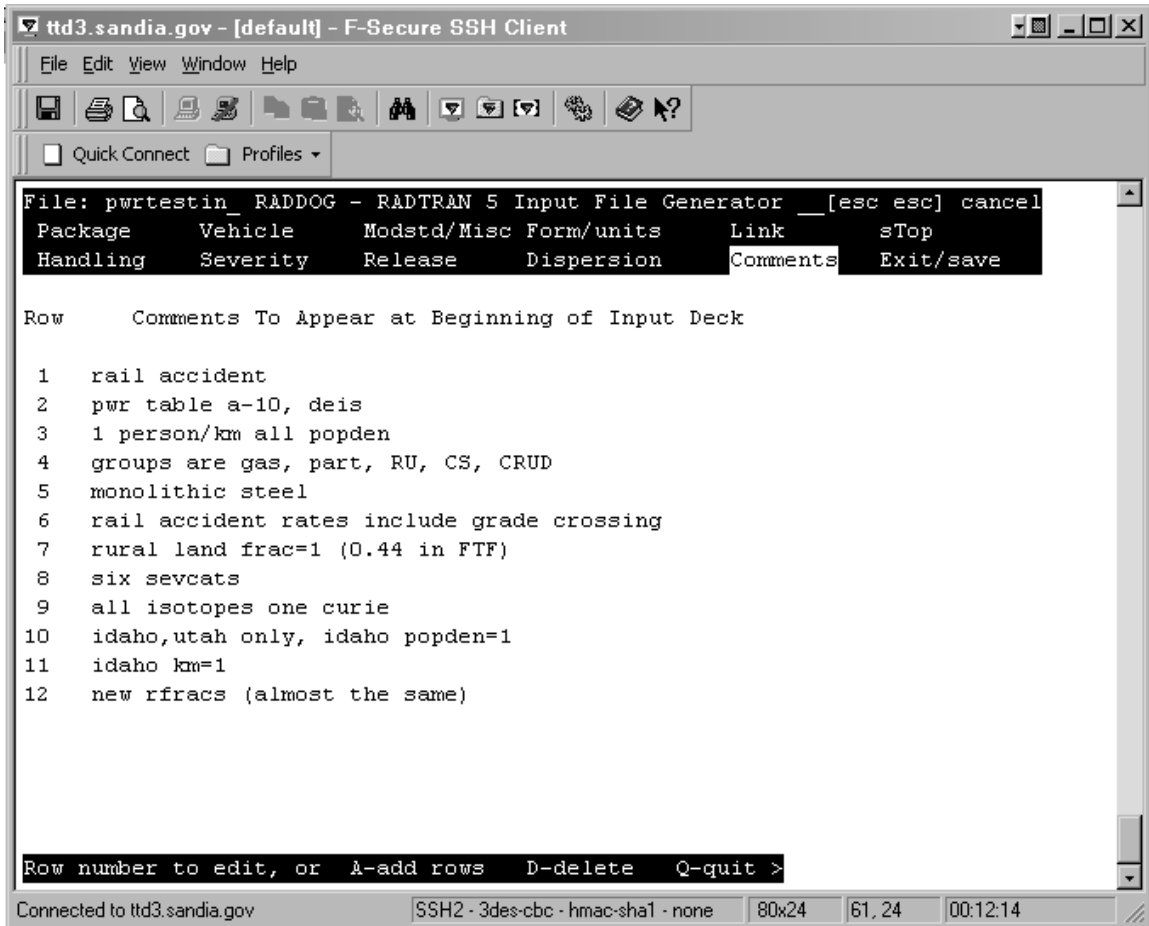 ttd3.sandia.gov - [default] - F-Secure SSH Client
File Edit View Window Help
Quick Connect Profiles
File: pwrtestin_ RADDOG - RADTRAN 5 Input File Generator __[esc esc] cancel
Package Vehicle Modstd/Misc Form/units Link sTop
Handling Severity Release Dispersion Comments Exit/save
Row Comments To Appear at Beginning of Input Deck
1 rail accident
2 pwr table a-10, deis
3 1 person/km all popden
4 groups are gas, part, RU, CS, CRUD
5 monolithic steel
6 rail accident rates include grade crossing
7 rural land frac=1 (0.44 in FTF)
8 six sevcats
9 all isotopes one curie
10 idaho,utah only, idaho popden=1
11 idaho km=1
12 new rfracs (almost the same)
Row number to edit, or A-add rows D-delete Q-quit >
Connected to ttd3.sandia.gov SSH2 - 3des-cbc - hmac-sha1 - none 80x24 61, 24 00:12:14